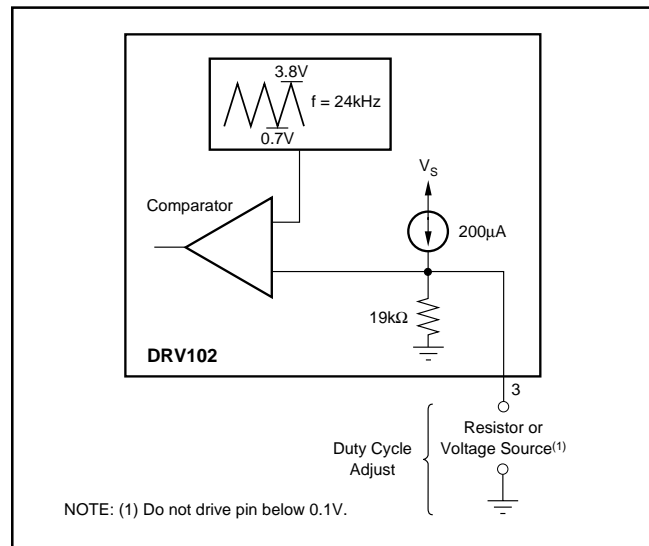 3.8V
f = 24kHz
0.7V
V_S
Comparator
200μA
19kΩ
DRV102
3
Duty Cycle
Adjust
Resistor or
Voltage Source(1)
NOTE: (1) Do not drive pin below 0.1V.